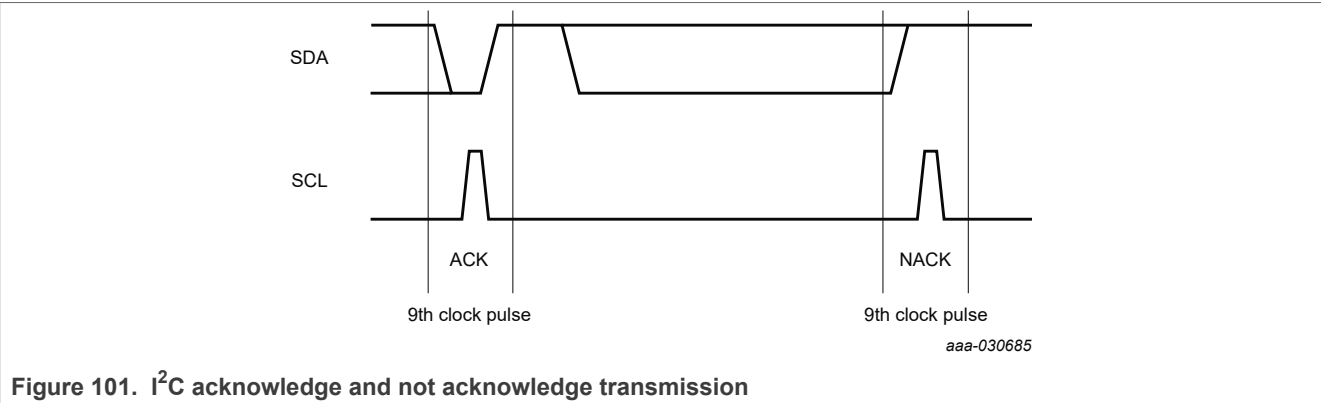 SDA
SCL
ACK
NACK
9th clock pulse
9th clock pulse
aaa-030685
Figure 101. I²C acknowledge and not acknowledge transmission